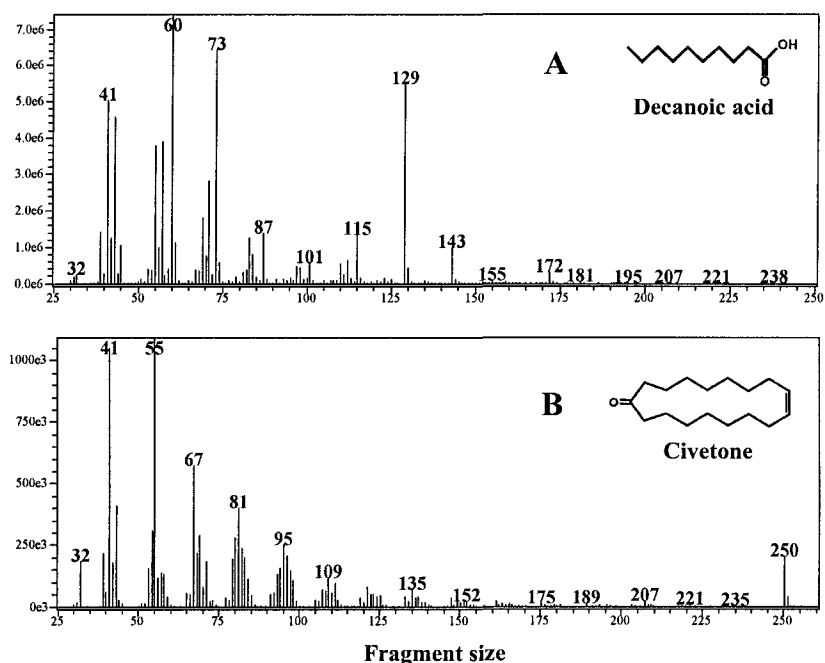 7.0e6
6.0e6
5.0e6
4.0e6
3.0e6
2.0e6
1.0e6
0.0e6
60
73
41
129
32
87
101
115
143
155
172
181
195
207
221
238
A
OH
O
Decanoic acid
25 50 75 100 125 150 175 200 225 250
1000e3
750e3
500e3
250e3
0e3
41
55
67
81
32
95
109
135
152
175
189
207
221
235
250
B
O
Civetone
25 50 75 100 125 150 175 200 225 250
Fragment size